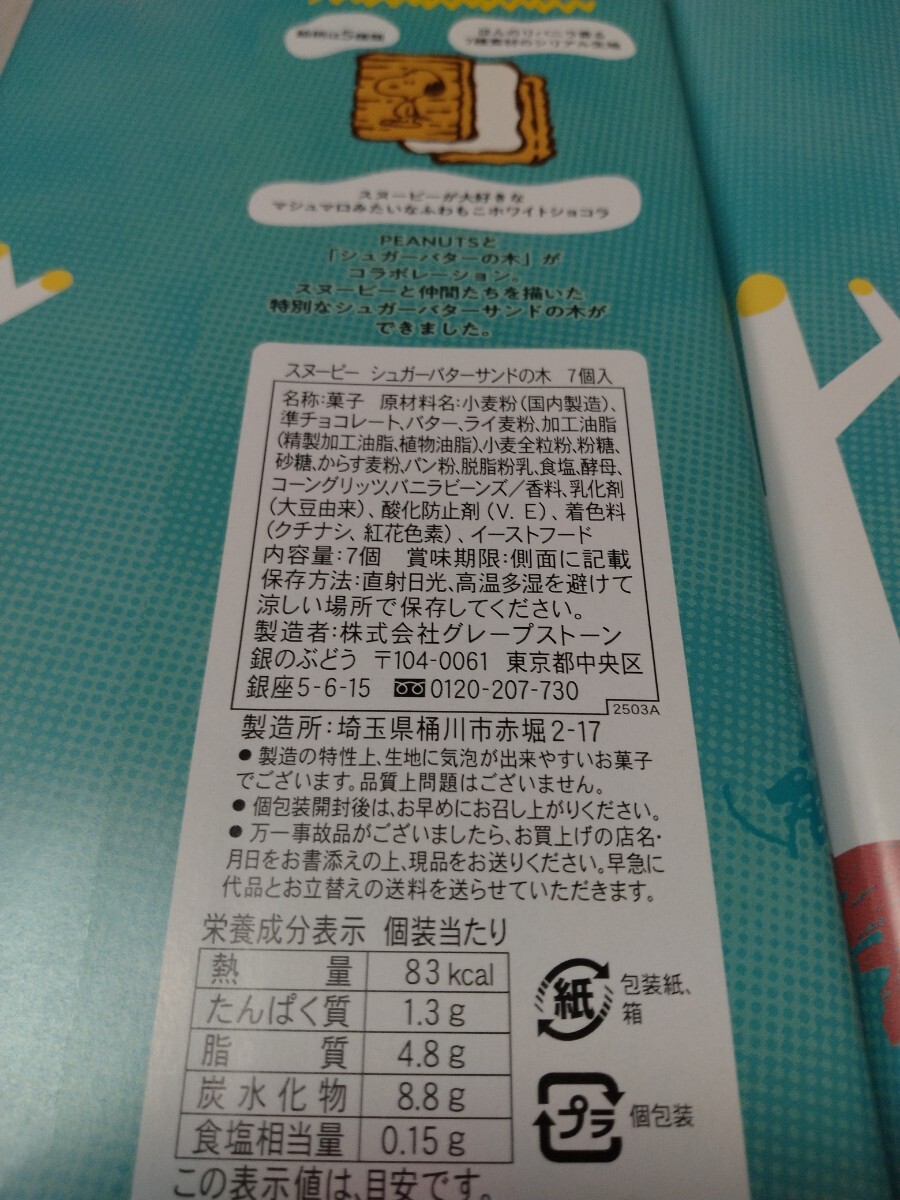 絵柄は5種類
ほんのりバニラ香る
7種素材のシリアル生地
スヌーピーが大好きな
マシュマロみたいなふわもこホワイトショコラ
PEANUTSと
「シュガーバターの木」が
コラボレーション。
スヌーピーと仲間たちを描いた
特別なシュガーバターサンドの木が
できました。
スヌーピー シュガーバターサンドの木 7個入
名称:菓子 原材料名:小麦粉(国内製造)、
準チョコレート、バター、ライ麦粉、加工油脂
(精製加工油脂、植物油脂)、小麦全粒粉、粉糖、
砂糖、からす麦粉、パン粉、脱脂粉乳、食塩、酵母、
コーングリッツ、バニラビーンズ/香料、乳化剤
(大豆由来)、酸化防止剤(V.E)、着色料
(クチナシ、紅花色素)、イーストフード
内容量:7個 賞味期限:側面に記載
保存方法:直射日光、高温多湿を避けて
涼しい場所で保存してください。
製造者:株式会社グレープストーン
銀のぶどう 〒104-0061 東京都中央区
銀座5-6-15 0120-207-730
2503A
製造所:埼玉県桶川市赤堀2-17
● 製造の特性上、生地に気泡が出来やすいお菓子
でございます。品質上問題はございません。
● 個包装開封後は、お早めにお召し上がりください。
● 万一事故品がございましたら、お買上げの店名・
月日をお書添えの上、現品をお送りください。早急に
代品とお立替えの送料を送らせていただきます。
栄養成分表示 個装当たり
熱量 83kcal
たんぱく質 1.3g
脂質 4.8g
炭水化物 8.8g
食塩相当量 0.15g
この表示値は、目安です。
紙 包装紙、
箱
プラ 個包装